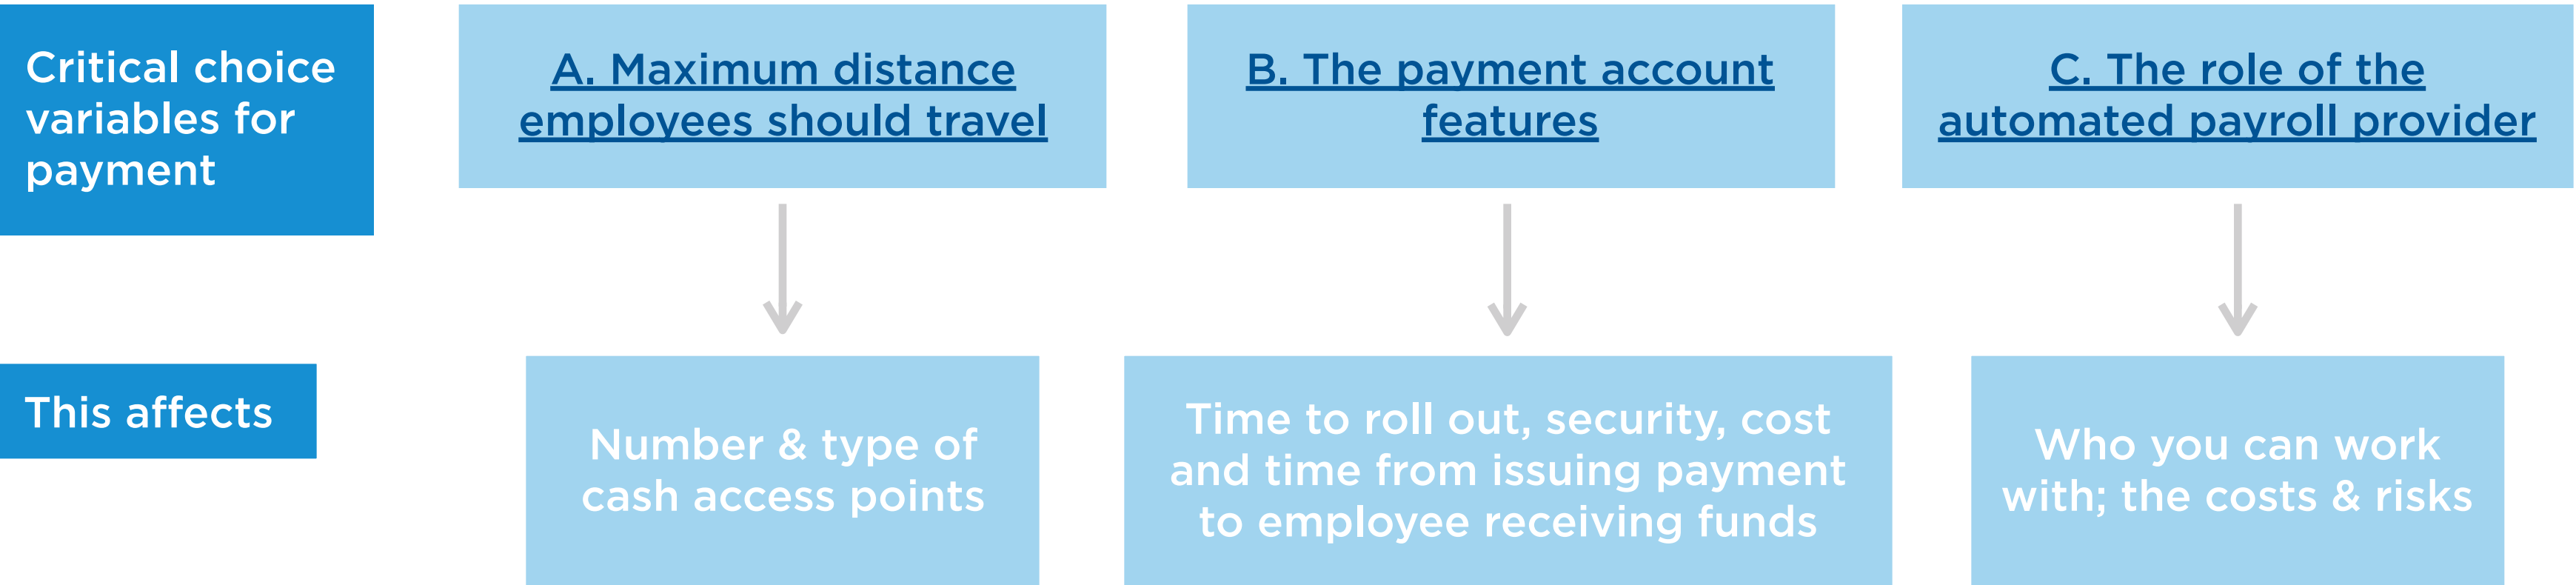 Critical choice
variables for
payment
A. Maximum distance
employees should travel
B. The payment account
features
C. The role of the
automated payroll provider
This affects
Number & type of
cash access points
Time to roll out, security, cost
and time from issuing payment
to employee receiving funds
Who you can work
with; the costs & risks